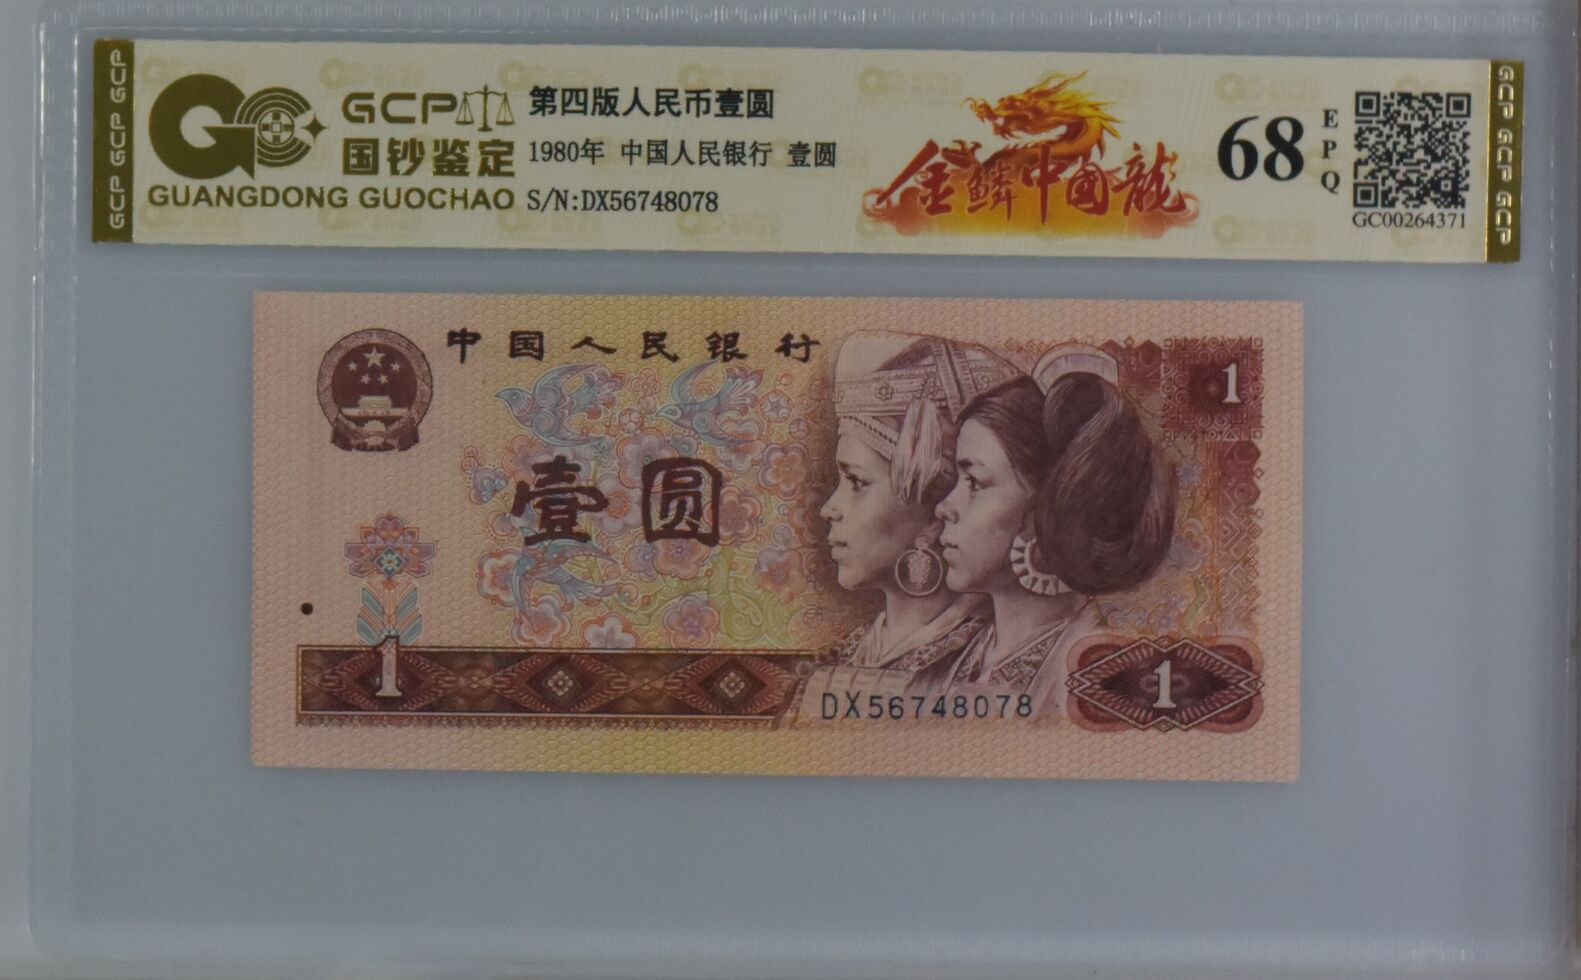 GCP GCP GCP
GCP
国钞鉴定
GUANGDONG GUOCHAO
第四版人民币壹圆
1980年 中国人民银行 壹圆
S/N:DX56748078
金鳞中国龍
68
EPQ
GC00264371
GCP GCP GCP
中国人民银行
1
壹圆
1
DX56748078
1